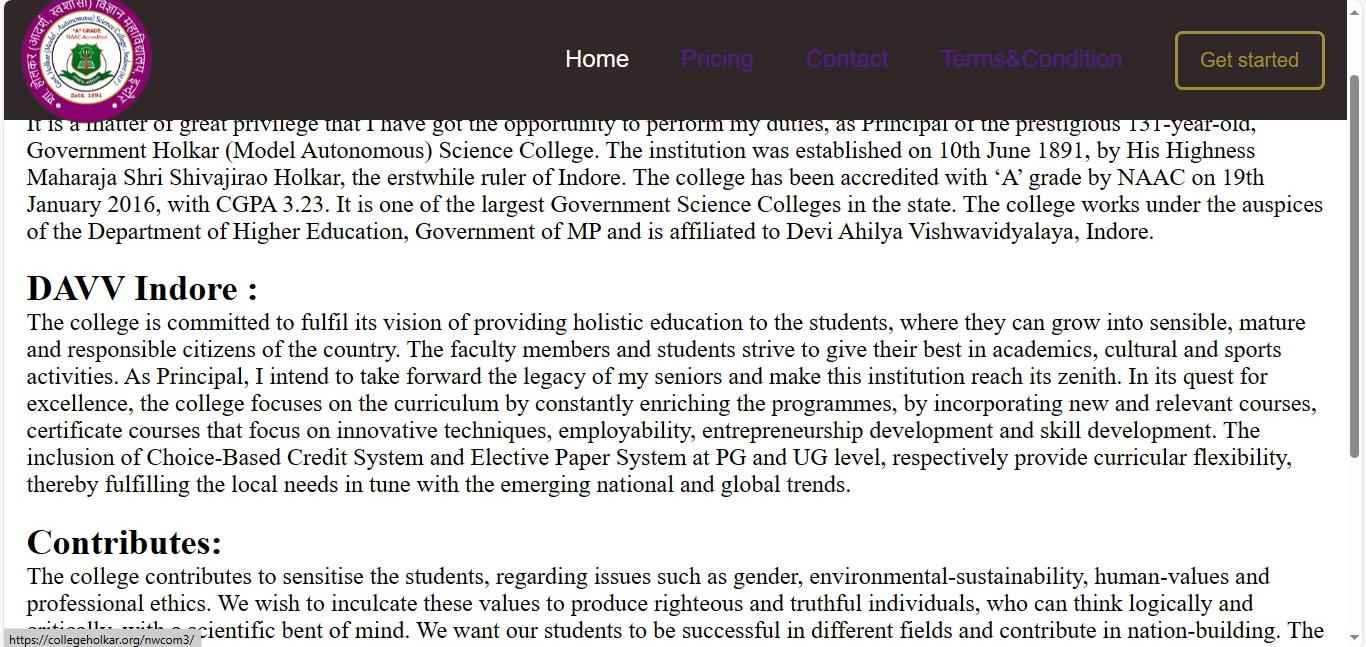 शा. होलकर (आदर्श, स्वशासी) विज्ञान महाविद्यालय, इन्दौर (म.प्र.)
Govt. Holkar (Model, Autonomous) Science College, Indore (M.P.)
"A" GRADE
NAAC Accredited
Estd. 1891
Home
Pricing
Contact
Terms&Condition
Get started
It is a matter of great privilege that I have got the opportunity to perform my duties, as Principal of the prestigious 131-year-old,
Government Holkar (Model Autonomous) Science College. The institution was established on 10th June 1891, by His Highness
Maharaja Shri Shivajirao Holkar, the erstwhile ruler of Indore. The college has been accredited with ‘A’ grade by NAAC on 19th
January 2016, with CGPA 3.23. It is one of the largest Government Science Colleges in the state. The college works under the auspices
of the Department of Higher Education, Government of MP and is affiliated to Devi Ahilya Vishwavidyalaya, Indore.
DAVV Indore :
The college is committed to fulfil its vision of providing holistic education to the students, where they can grow into sensible, mature
and responsible citizens of the country. The faculty members and students strive to give their best in academics, cultural and sports
activities. As Principal, I intend to take forward the legacy of my seniors and make this institution reach its zenith. In its quest for
excellence, the college focuses on the curriculum by constantly enriching the programmes, by incorporating new and relevant courses,
certificate courses that focus on innovative techniques, employability, entrepreneurship development and skill development. The
inclusion of Choice-Based Credit System and Elective Paper System at PG and UG level, respectively provide curricular flexibility,
thereby fulfilling the local needs in tune with the emerging national and global trends.
Contributes:
The college contributes to sensitise the students, regarding issues such as gender, environmental-sustainability, human-values and
professional ethics. We wish to inculcate these values to produce righteous and truthful individuals, who can think logically and
critically, with a scientific bent of mind. We want our students to be successful in different fields and contribute in nation-building. The
https://collegeholkar.org/nwcom3/